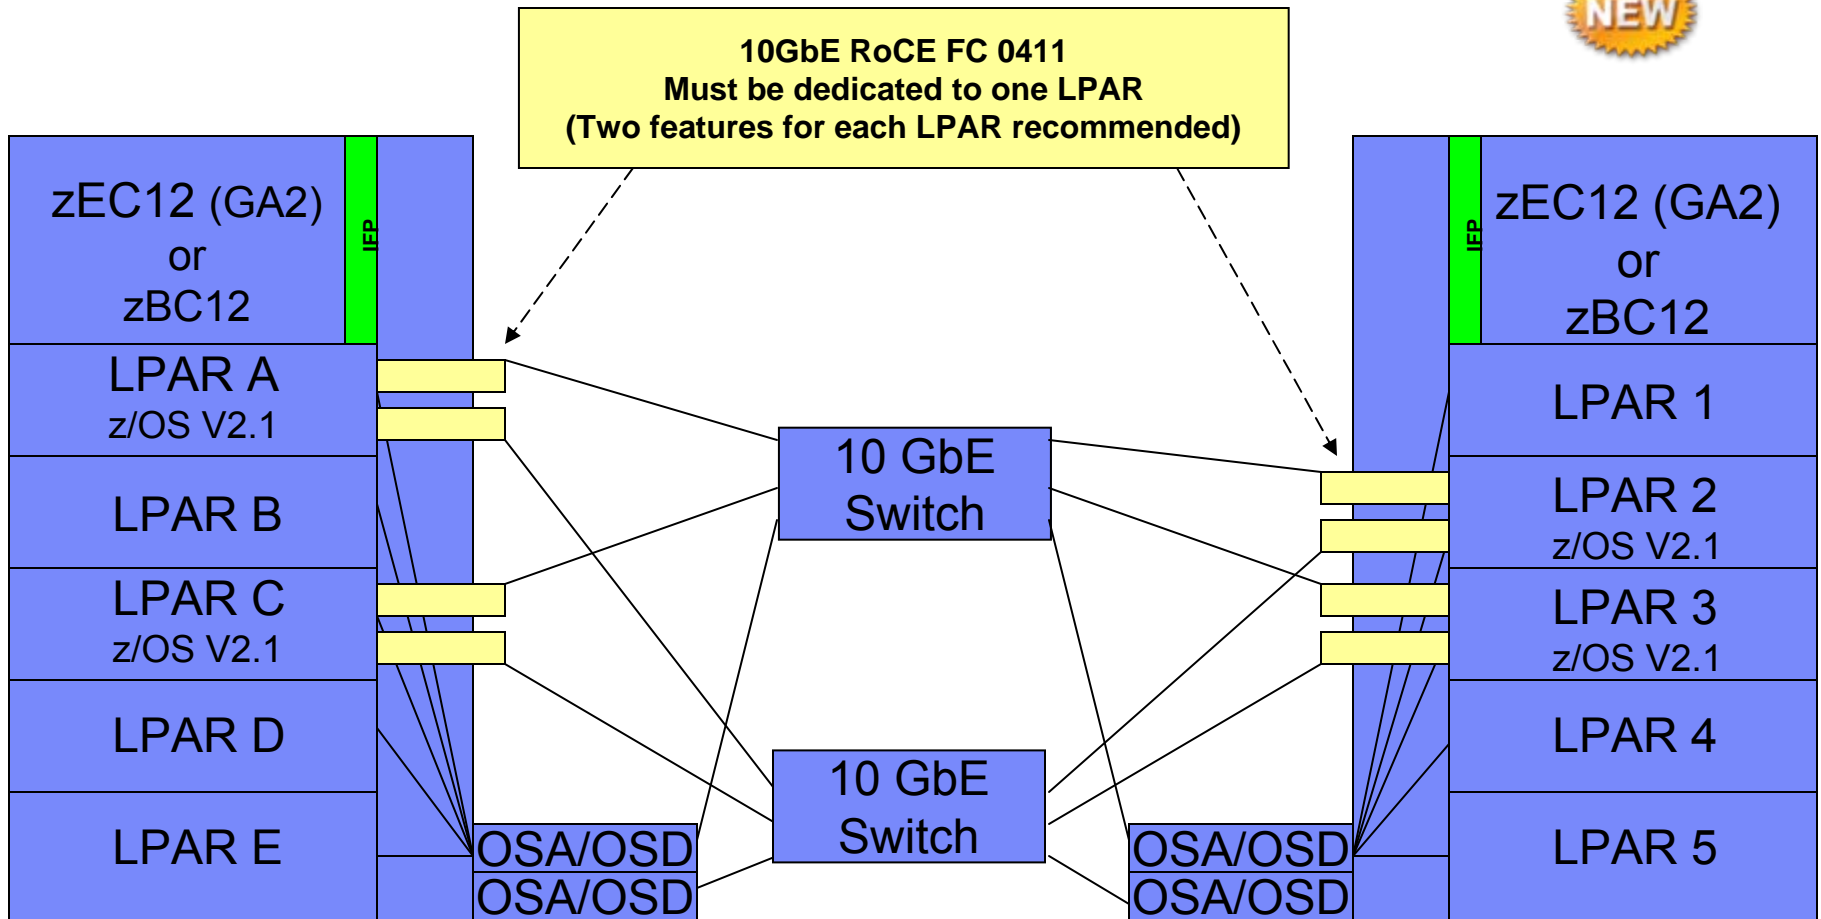 NEW
10GbE RoCE FC 0411
Must be dedicated to one LPAR
(Two features for each LPAR recommended)
zEC12 (GA2)
or
zBC12
IFP
LPAR A
z/OS V2.1
LPAR B
LPAR C
z/OS V2.1
LPAR D
LPAR E
OSA/OSD
OSA/OSD
10 GbE
Switch
10 GbE
Switch
IFP
zEC12 (GA2)
or
zBC12
LPAR 1
LPAR 2
z/OS V2.1
LPAR 3
z/OS V2.1
LPAR 4
LPAR 5
OSA/OSD
OSA/OSD